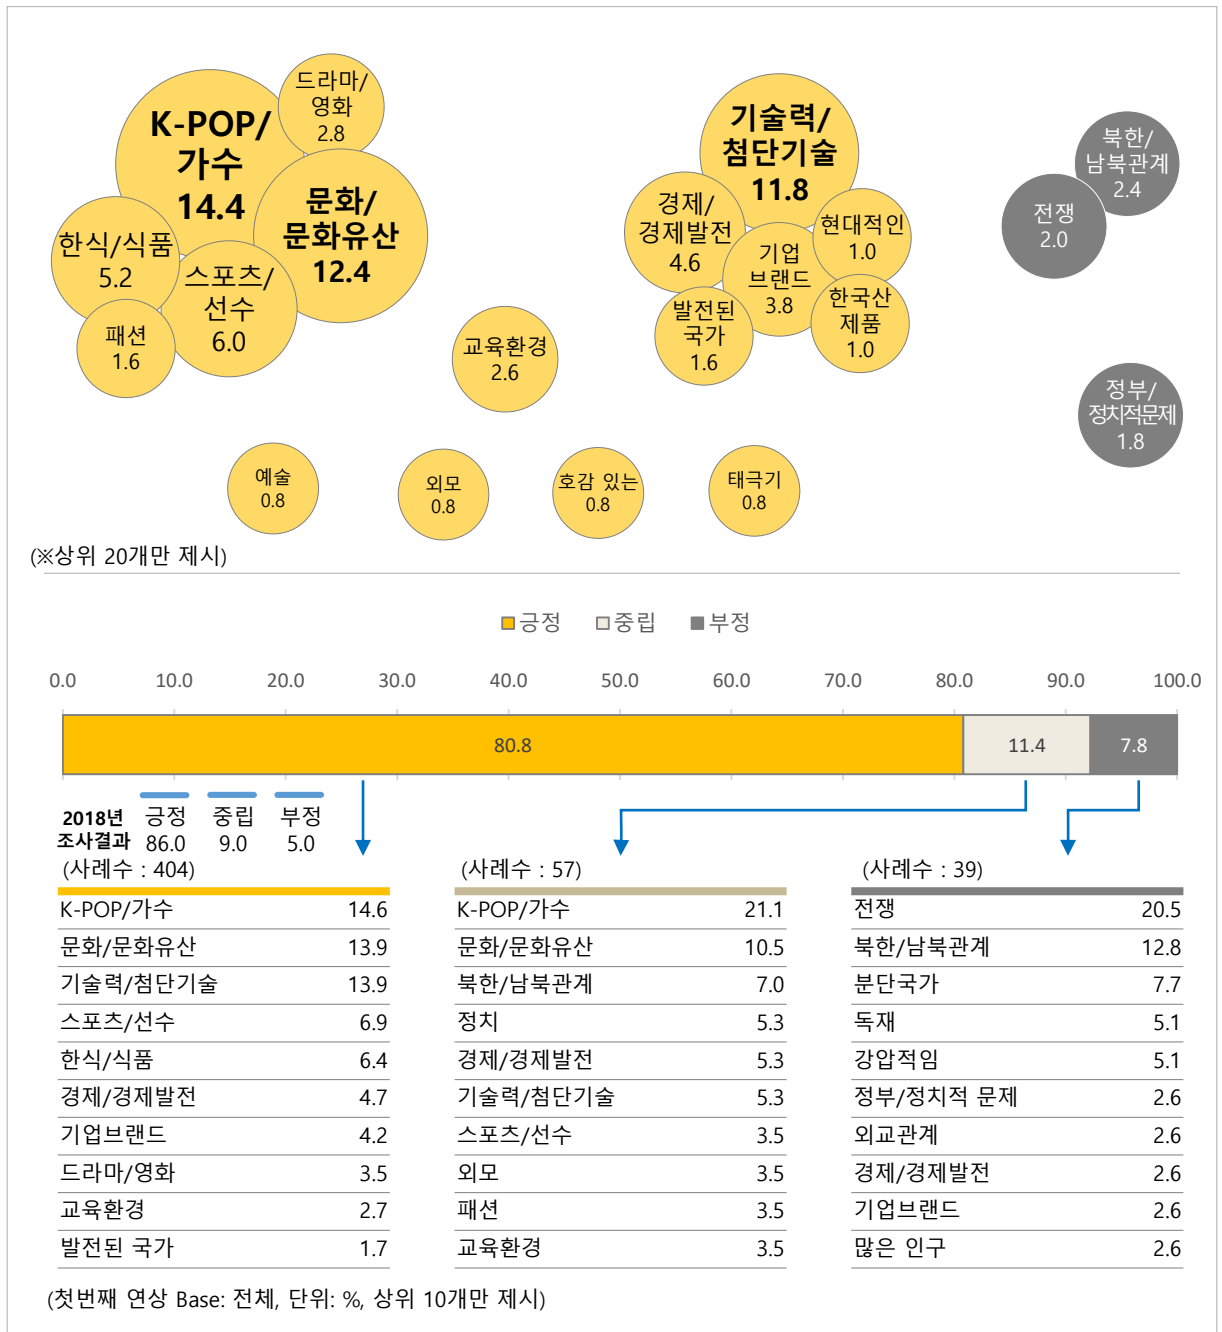 드라마/
영화
2.8
K-POP/
가수
14.4
문화/
문화유산
12.4
한식/식품
5.2
스포츠/
선수
6.0
패션
1.6
기술력/
첨단기술
11.8
경제/
경제발전
4.6
현대적인
1.0
기업
브랜드
3.8
발전된
국가
1.6
한국산
제품
1.0
교육환경
2.6
북한/
남북관계
2.4
전쟁
2.0
정부/
정치적문제
1.8
예술
0.8
외모
0.8
호감 있는
0.8
태극기
0.8
(※상위 20개만 제시)
긍정 중립 부정
0.0 10.0 20.0 30.0 40.0 50.0 60.0 70.0 80.0 90.0 100.0
80.8 11.4 7.8
2018년
조사결과
긍정 중립 부정
86.0 9.0 5.0
(사례수 : 404)
K-POP/가수 14.6
문화/문화유산 13.9
기술력/첨단기술 13.9
스포츠/선수 6.9
한식/식품 6.4
경제/경제발전 4.7
기업브랜드 4.2
드라마/영화 3.5
교육환경 2.7
발전된 국가 1.7
(사례수 : 57)
K-POP/가수 21.1
문화/문화유산 10.5
북한/남북관계 7.0
정치 5.3
경제/경제발전 5.3
기술력/첨단기술 5.3
스포츠/선수 3.5
외모 3.5
패션 3.5
교육환경 3.5
(사례수 : 39)
전쟁 20.5
북한/남북관계 12.8
분단국가 7.7
독재 5.1
강압적임 5.1
정부/정치적 문제 2.6
외교관계 2.6
경제/경제발전 2.6
기업브랜드 2.6
많은 인구 2.6
(첫번째 연상 Base: 전체, 단위: %, 상위 10개만 제시)